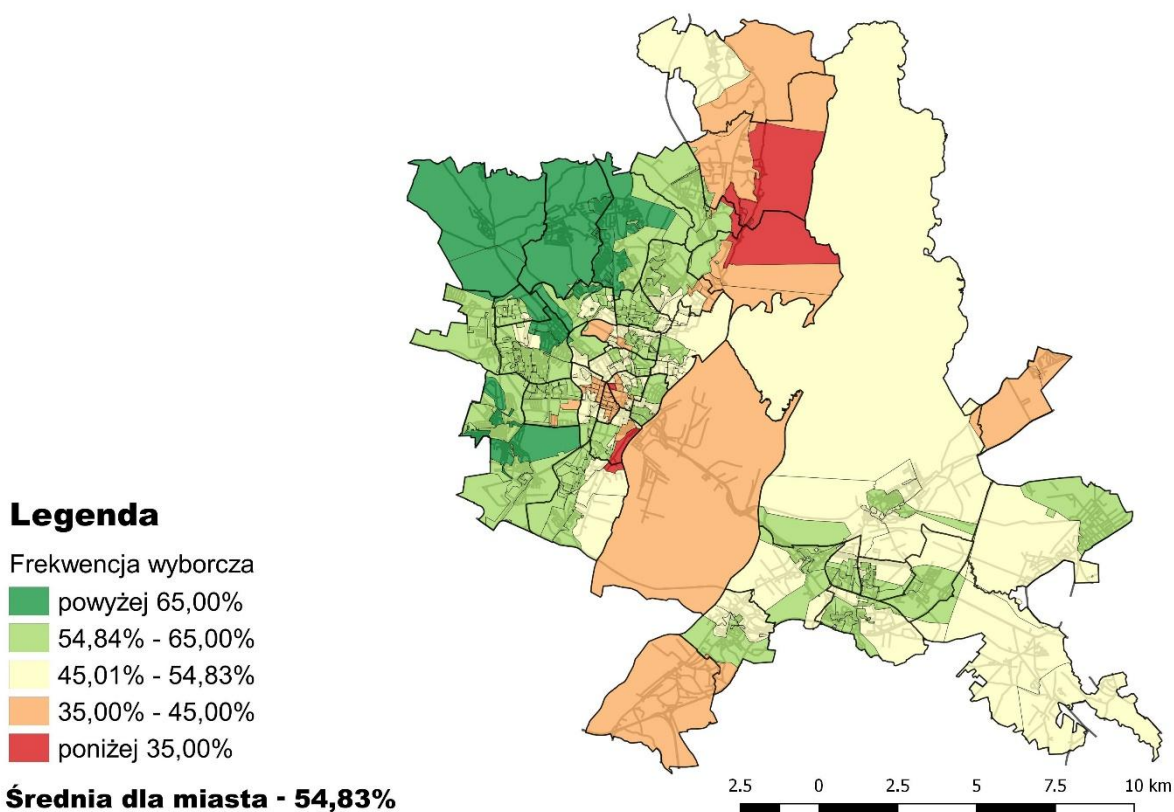 Legenda
Frekwencja wyborcza
powyżej 65,00%
54,84% - 65,00%
45,01% - 54,83%
35,00% - 45,00%
poniżej 35,00%
Średnia dla miasta - 54,83%
2.5 0 2.5 5 7.5 10 km